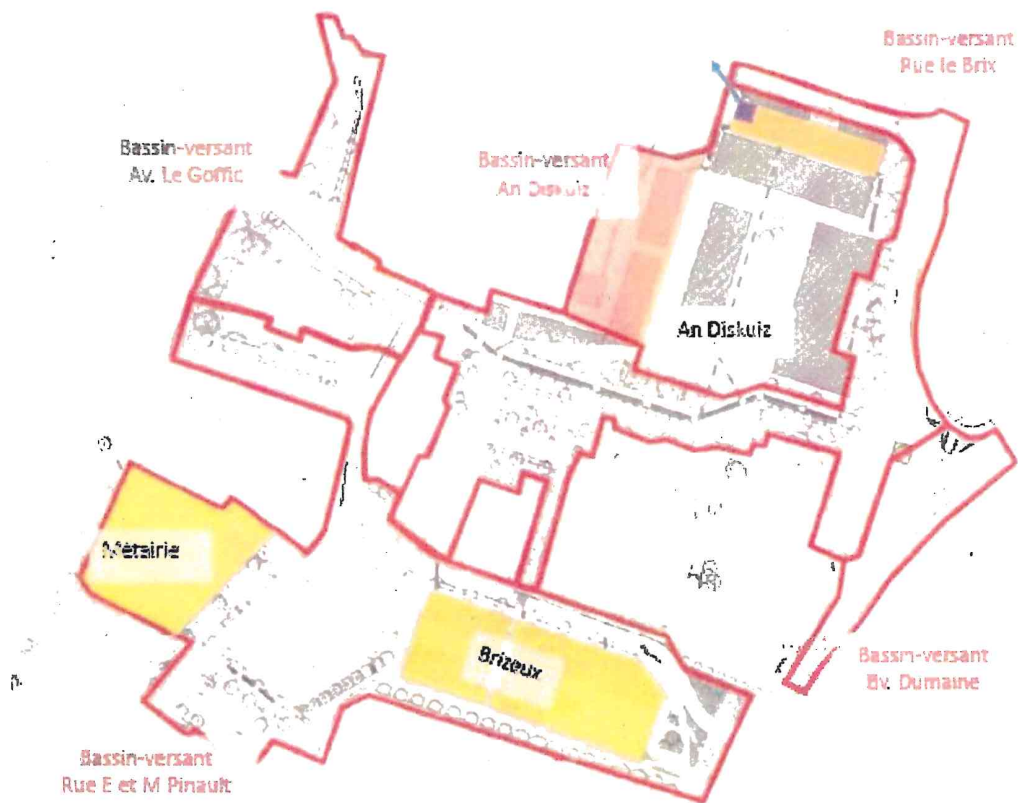 Bassin-versant
Rue le Brix
Bassin-versant
Av. Le Goffic
Bassin-versant
An Diskuiz
An Diskuiz
Métairie
Brizeux
Bassin-versant
Bv. Dumaine
Bassin-versant
Rue E et M Pinault